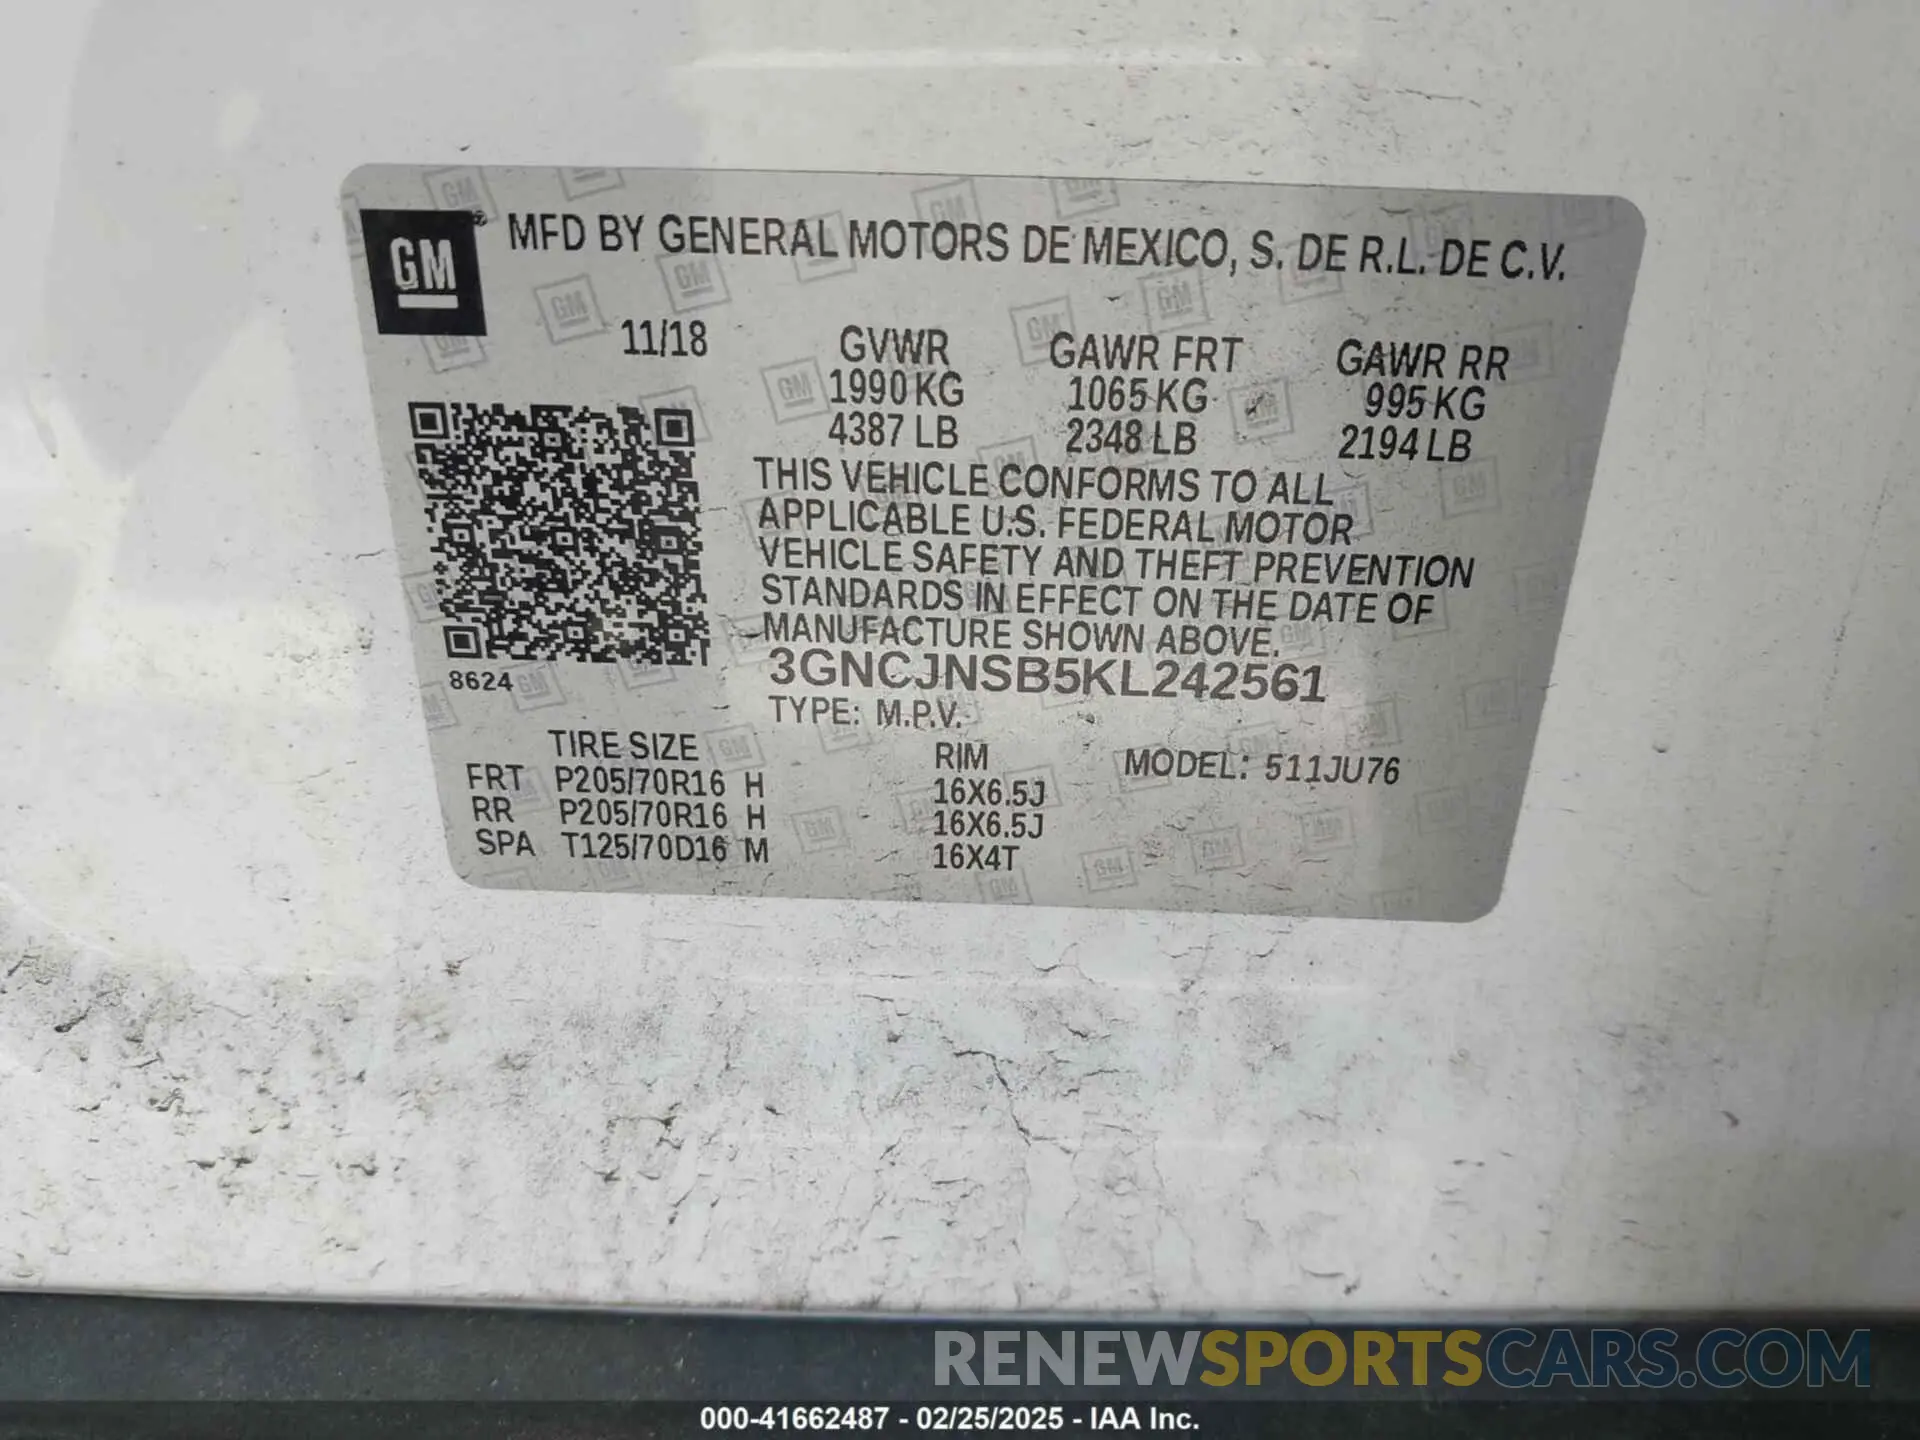 GM ® MFD BY GENERAL MOTORS DE MEXICO, S. DE R.L. DE C.V.
11/18 GVWR GAWR FRT GAWR RR
1990 KG 1065 KG 995 KG
4387 LB 2348 LB 2194 LB
THIS VEHICLE CONFORMS TO ALL
APPLICABLE U.S. FEDERAL MOTOR
VEHICLE SAFETY AND THEFT PREVENTION
STANDARDS IN EFFECT ON THE DATE OF
MANUFACTURE SHOWN ABOVE.
3GNCJNSB5KL242561
8624
TYPE: M.P.V.
TIRE SIZE RIM MODEL: 511JU76
FRT P205/70R16 H 16X6.5J
RR P205/70R16 H 16X6.5J
SPA T125/70D16 M 16X4T
RENEWSPORTSCARS.COM
000-41662487 - 02/25/2025 - IAA Inc.